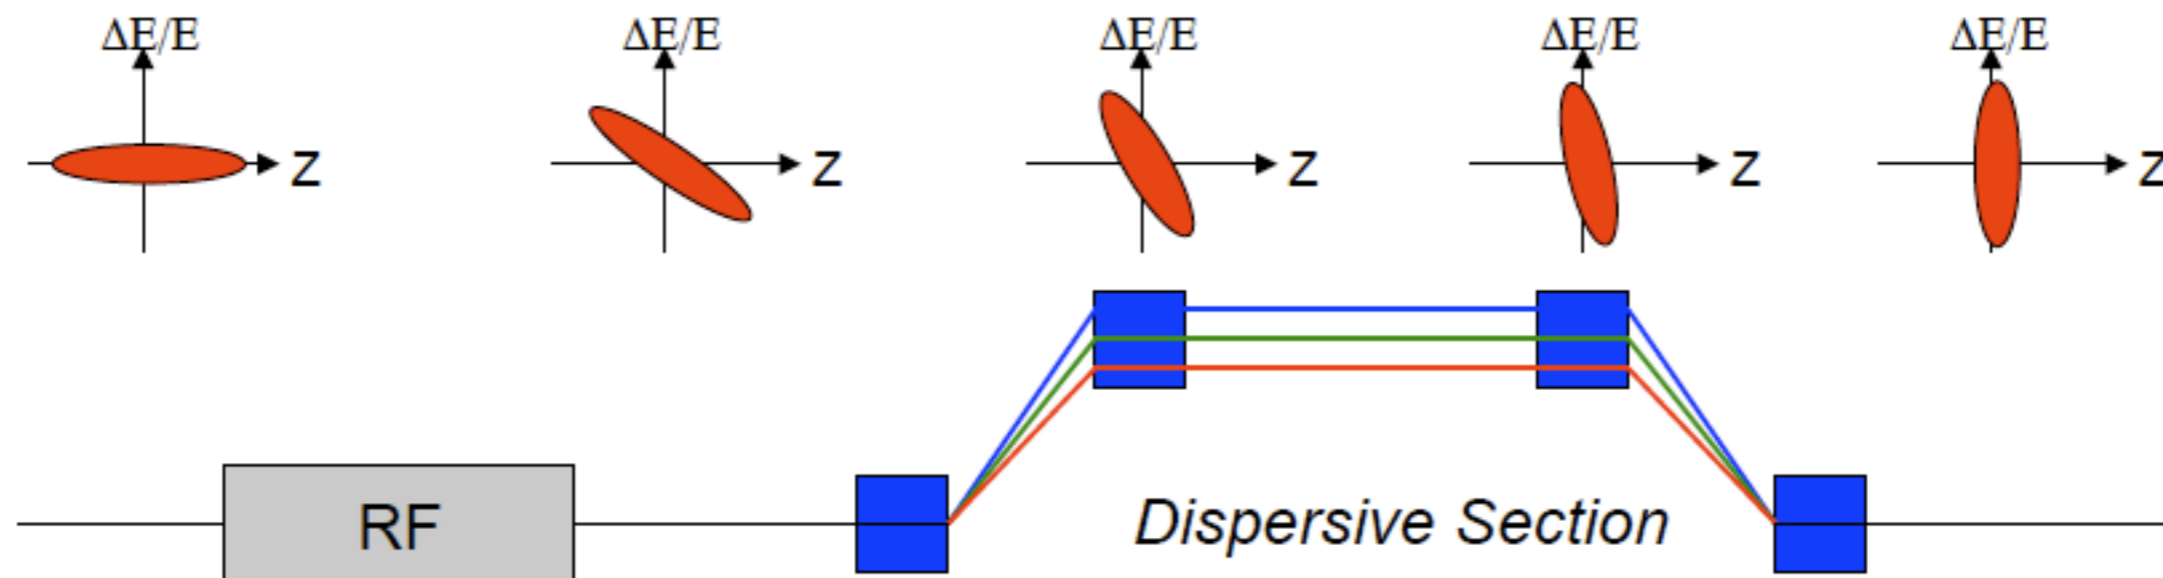 ΔE/E ΔE/E ΔE/E ΔE/E ΔE/E
Z Z Z Z Z
RF Dispersive Section